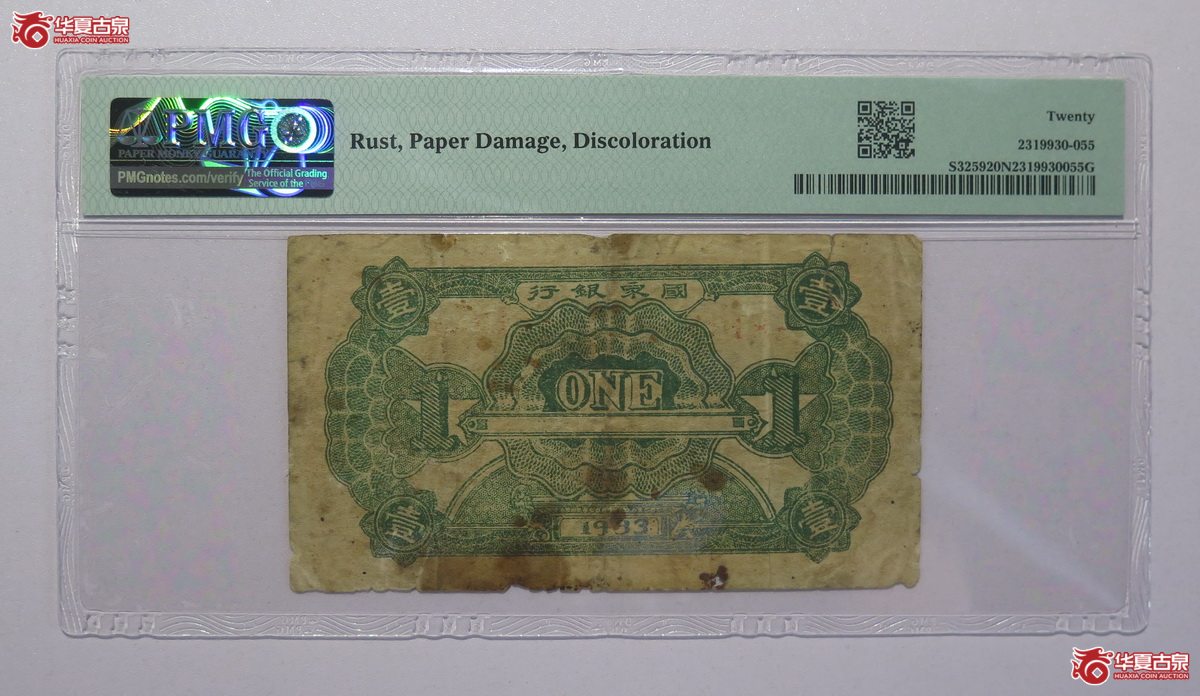 华夏古泉
HUAXIA COIN AUCTION
PMG
PAPER MONEY GUARA
PMGnotes.com/verify
The Official Grading
Service of the
Rust, Paper Damage, Discoloration
Twenty
2319930-055
S325920N2319930055G
壹
行銀家國
壹
1
ONE
1
壹
1933
壹
华夏古泉
HUAXIA COIN AUCTION